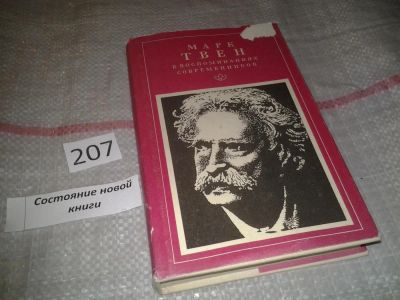 МАРК
ТВЕН
В ВОСПОМИНАНИЯХ
СОВРЕМЕННИКОВ
207
Состояние новой
книги